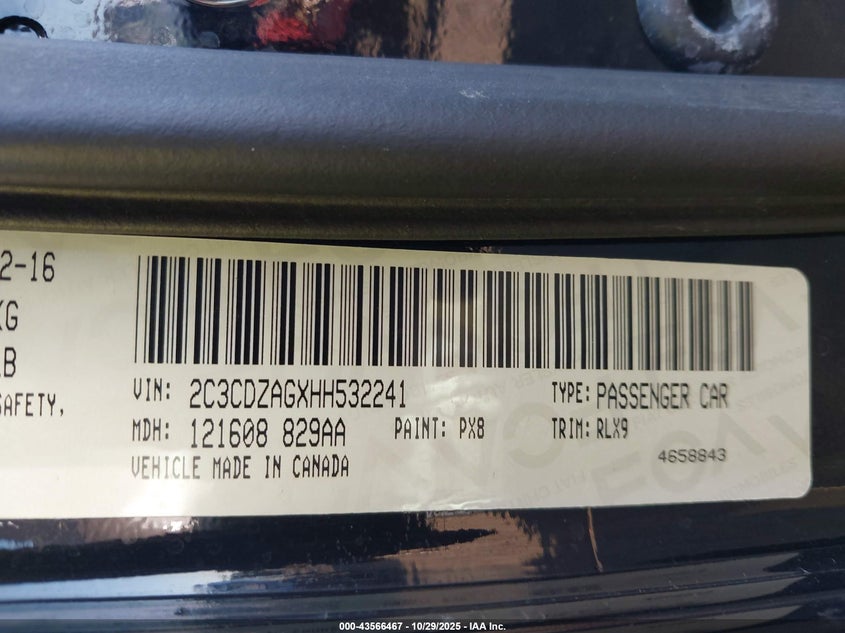 2-16
KG
LB
SAFETY,
VIN: 2C3CDZAGXHH532241
TYPE: PASSENGER CAR
MDH: 121608 829AA
PAINT: PX8
TRIM: RLX9
VEHICLE MADE IN CANADA
4658843
000-43566467 - 10/29/2025 - IAA Inc.